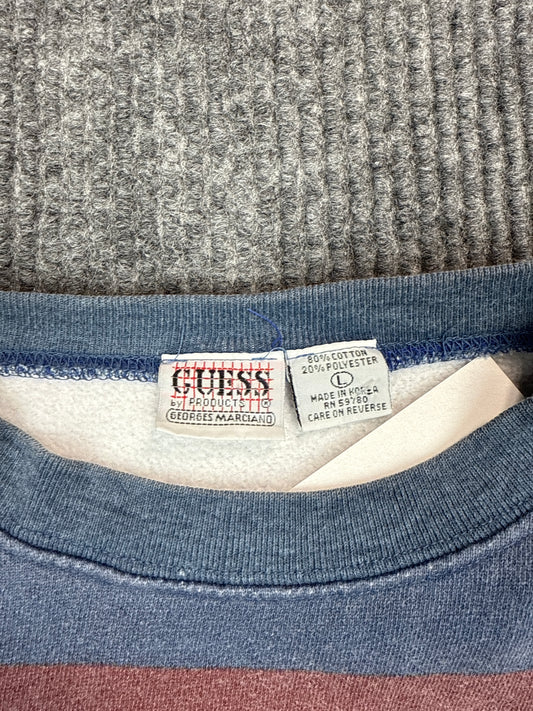 GUESS
by PRODUCTS ®
GEORGES MARCIANO
80% COTTON
20% POLYESTER
L
MADE IN KOREA
RN 59780
CARE ON REVERSE